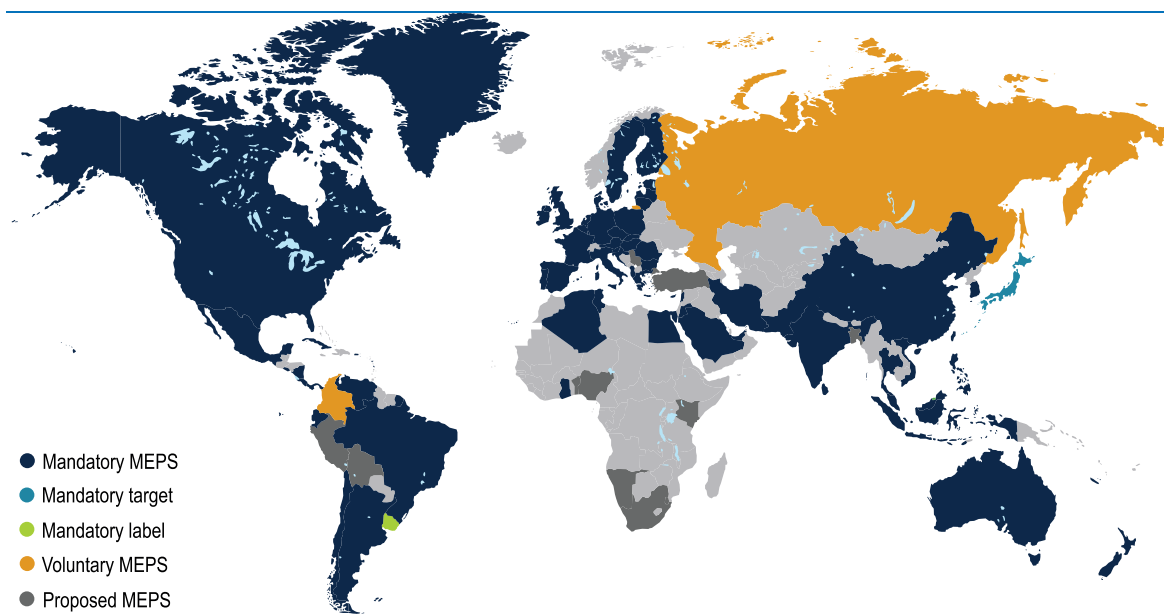 Mandatory MEPS
Mandatory target
Mandatory label
Voluntary MEPS
Proposed MEPS